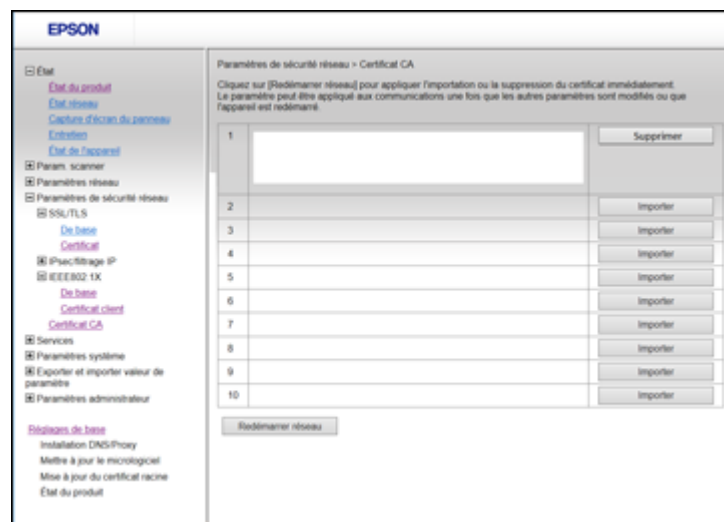 EPSON
État
État du produit
État réseau
Capture d'écran du panneau
Entretien
État de l'appareil
Param. scanner
Paramètres réseau
Paramètres de sécurité réseau
SSL/TLS
De base
Certificat
IPsec/filtrage IP
IEEE802.1X
De base
Certificat client
Certificat CA
Services
Paramètres système
Exporter et importer valeur de
paramètre
Paramètres administrateur
Réglages de base
Installation DNS/Proxy
Mettre à jour le micrologiciel
Mise à jour du certificat racine
État du produit
Paramètres de sécurité réseau > Certificat CA
Cliquez sur [Redémarrer réseau] pour appliquer l'importation ou la suppression du certificat immédiatement.
Le paramètre peut être appliqué aux communications une fois que les autres paramètres sont modifiés ou que
l'appareil est redémarré
1 Supprimer
2 Importer
3 Importer
4 Importer
5 Importer
6 Importer
7 Importer
8 Importer
9 Importer
10 Importer
Redémarrer réseau